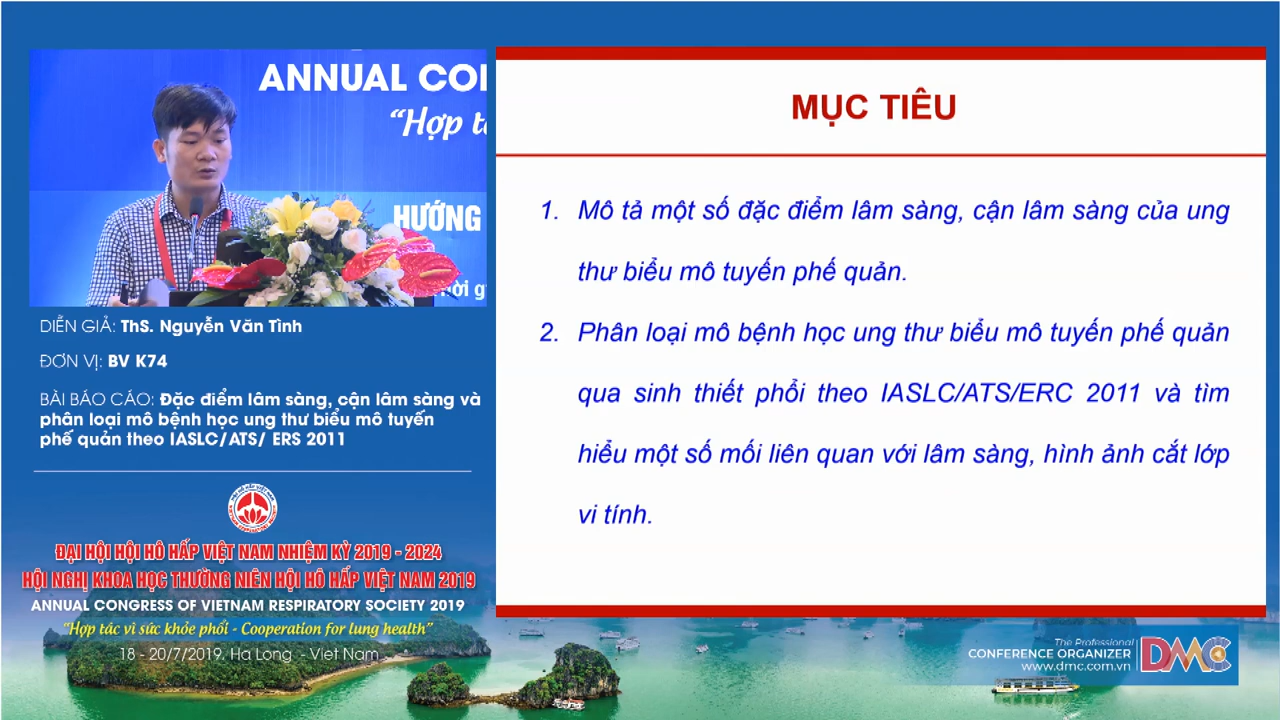 ANNUAL CO
“Hợp t
HƯỚNG
ời g
DIỄN GIẢ: ThS. Nguyễn Văn Tình
ĐƠN VỊ: BV K74
BÀI BÁO CÁO: Đặc điểm lâm sàng, cận lâm sàng và
phân loại mô bệnh học ung thư biểu mô tuyến
phế quản theo IASLC/ATS/ ERS 2011
ĐẠI HỘI HỘI HÔ HẤP VIỆT NAM NHIỆM KỲ 2019 - 2024
HỘI NGHỊ KHOA HỌC THƯỜNG NIÊN HỘI HÔ HẤP VIỆT NAM 2019
ANNUAL CONGRESS OF VIETNAM RESPIRATORY SOCIETY 2019
“Hợp tác vì sức khỏe phổi - Cooperation for lung health”
18 - 20/7/2019. Ha Long - Viet Nam
MỤC TIÊU
1. Mô tả một số đặc điểm lâm sàng, cận lâm sàng của ung
thư biểu mô tuyến phế quản.
2. Phân loại mô bệnh học ung thư biểu mô tuyến phế quản
qua sinh thiết phổi theo IASLC/ATS/ERC 2011 và tìm
hiểu một số mối liên quan với lâm sàng, hình ảnh cắt lớp
vi tính.
The Professional
CONFERENCE ORGANIZER
www.dmc.com.vn
DMC